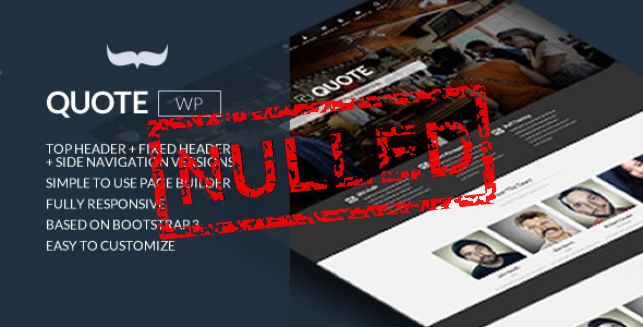 QUOTE WP
TOP HEADER + FIXED HEADER
+ SIDE NAVIGATION VERSIONS
SIMPLE TO USE PAGE BUILDER
FULLY RESPONSIVE
BASED ON BOOTSTRAP 3
EASY TO CUSTOMIZE
QUOTE
NULLED